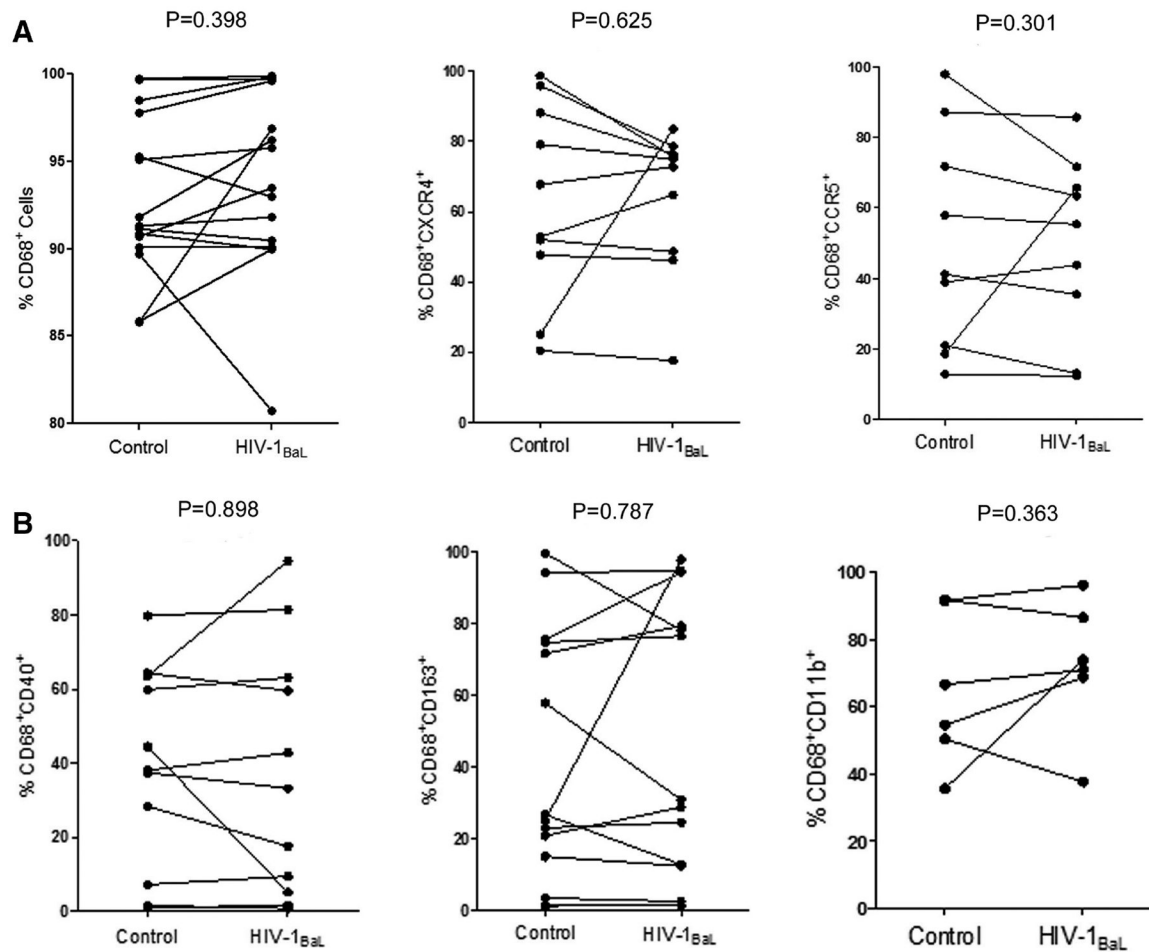 A
P=0.398
P=0.625
P=0.301
% CD68+ Cells
100
95
90
85
80
Control
HIV-1BaL
% CD68+CXCR4+
100
80
60
40
20
0
Control
HIV-1BaL
% CD68+CCR5+
100
80
60
40
20
0
Control
HIV-1BaL
B
P=0.898
P=0.787
P=0.363
% CD68+CD40+
100
80
60
40
20
0
Control
HIV-1BaL
% CD68+CD163+
100
80
60
40
20
0
Control
HIV-1BaL
% CD68+CD11b+
100
80
60
40
20
0
Control
HIV-1BaL